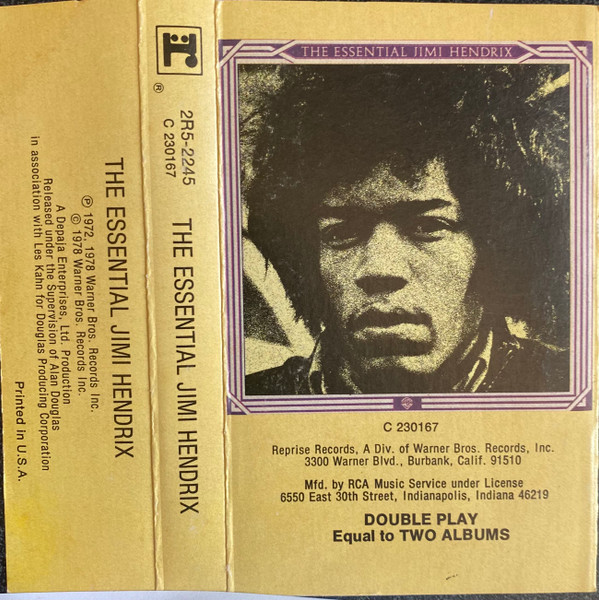 THE ESSENTIAL JIMI HENDRIX
℗ 1972, 1978 Warner Bros. Records Inc.
© 1978 Warner Bros. Records Inc.
A Depaja Enterprises, Ltd. Production
Released under the Supervision of Alan Douglas
in association with Les Kahn for Douglas Producing Corporation
Printed in U.S.A.
r
®
2R5-2245
C 230167
THE ESSENTIAL JIMI HENDRIX
THE ESSENTIAL JIMI HENDRIX
C 230167
Reprise Records, A Div. of Warner Bros. Records, Inc.
3300 Warner Blvd., Burbank, Calif. 91510
Mfd. by RCA Music Service under License
6550 East 30th Street, Indianapolis, Indiana 46219
DOUBLE PLAY
Equal to TWO ALBUMS